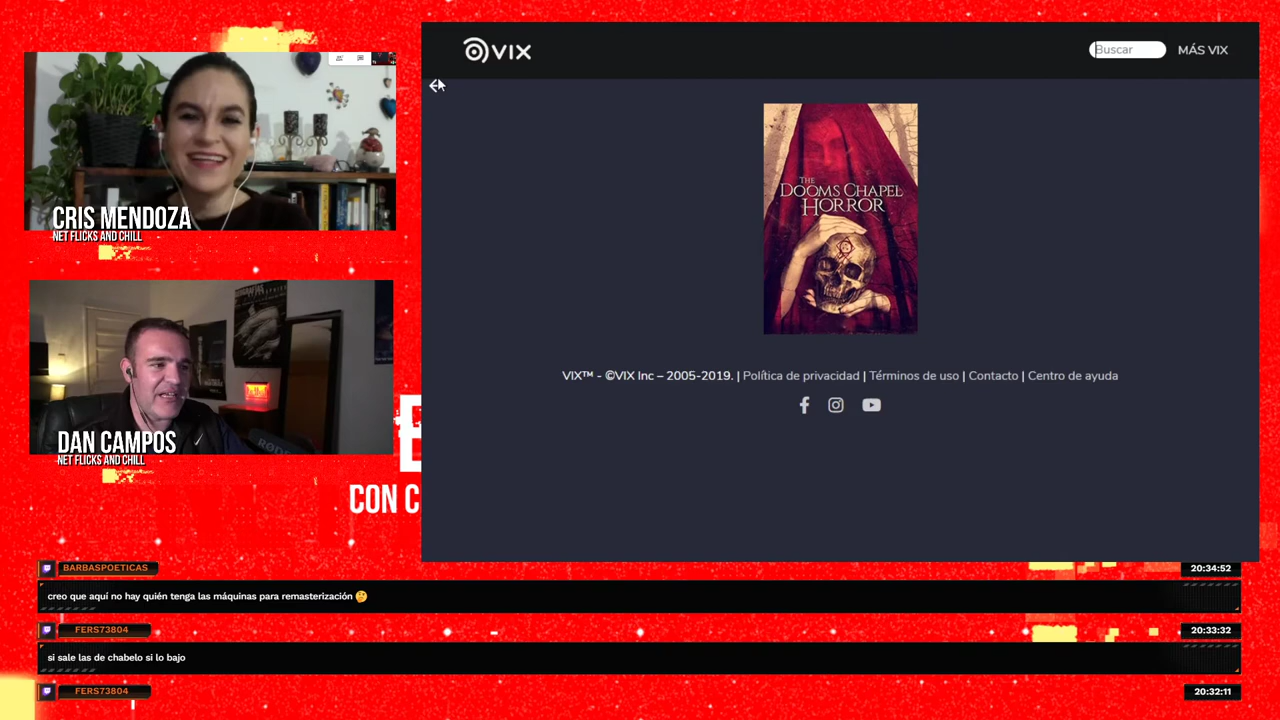 VIX
Buscar
MÁS VIX
CRIS MENDOZA
NET FLICKS AND CHILL
THE
DOOMS CHAPEL
HORROR
DAN CAMPOS
NET FLICKS AND CHILL
RØDE
VIX™ - ©VIX Inc – 2005-2019. | Política de privacidad | Términos de uso | Contacto | Centro de ayuda
CON C
BARBASPOETICAS
20:34:52
creo que aquí no hay quién tenga las máquinas para remasterización 🤔
FERS73804
20:33:32
si sale las de chabelo si lo bajo
FERS73804
20:32:11